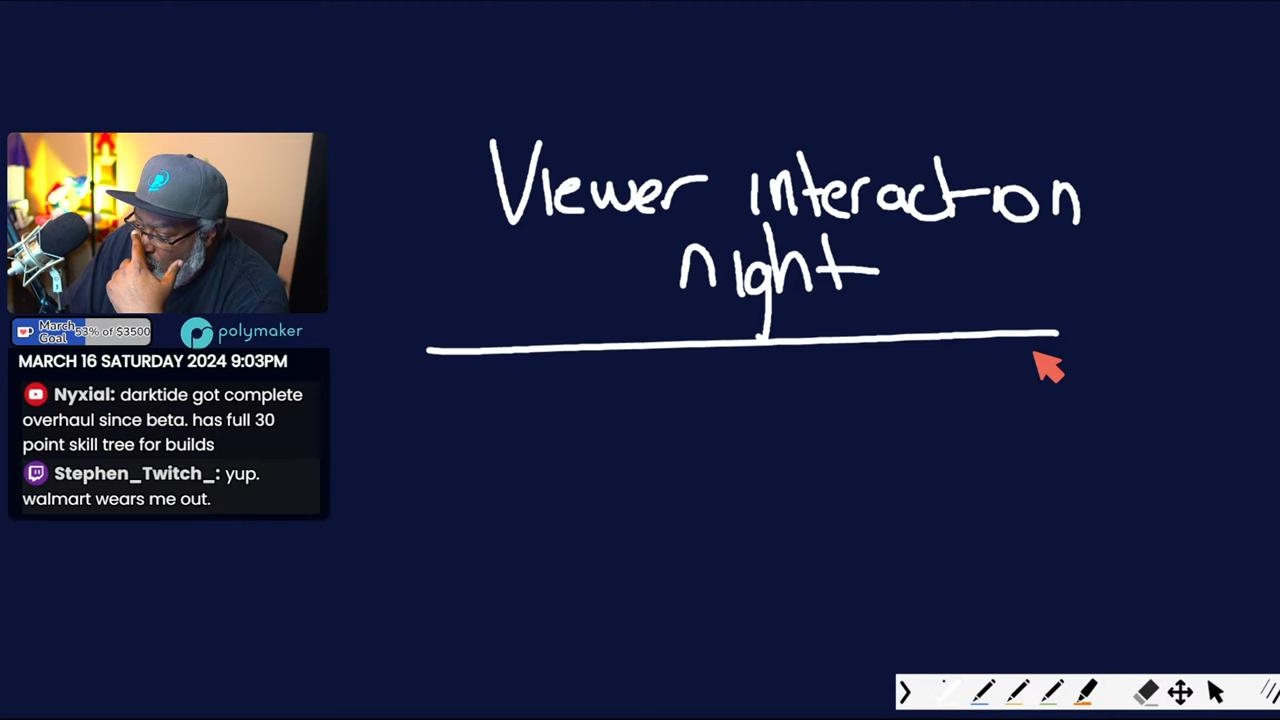 Viewer interaction
night
March
Goal
53% of $3500
polymaker
MARCH 16 SATURDAY 2024 9:03PM
Nyxial: darktide got complete
overhaul since beta. has full 30
point skill tree for builds
Stephen_Twitch_: yup.
walmart wears me out.